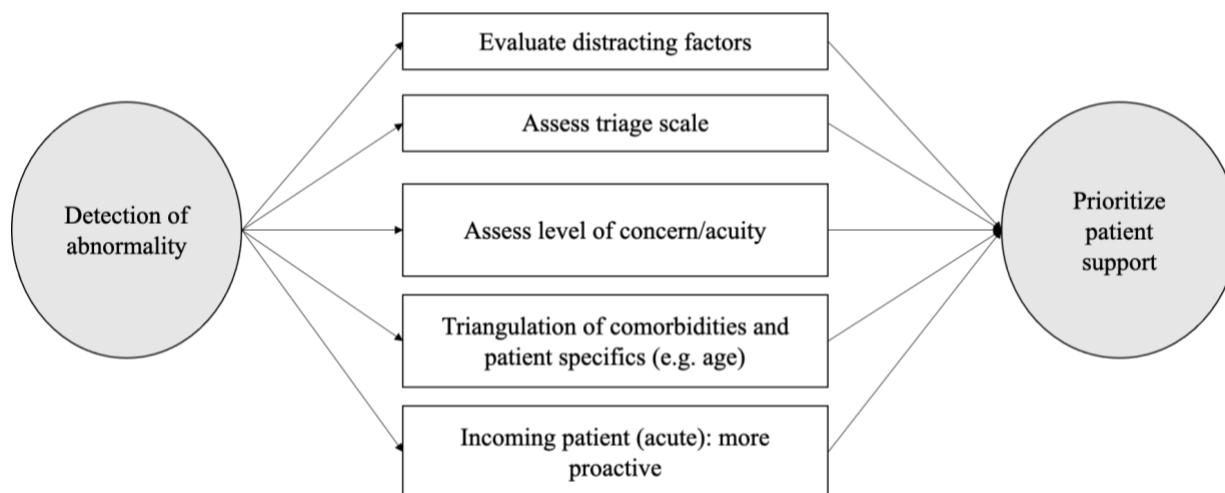 Detection of
abnormality
Evaluate distracting factors
Assess triage scale
Assess level of concern/acuity
Triangulation of comorbidities and
patient specifics (e.g. age)
Incoming patient (acute): more
proactive
Prioritize
patient
support